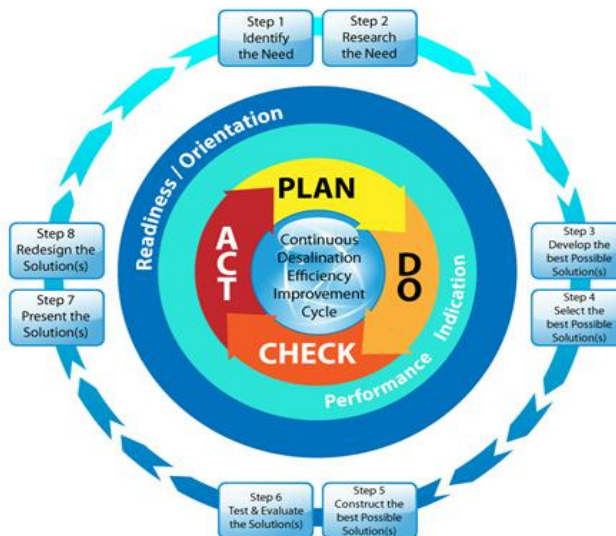 Step 1
Identify
the Need
Step 2
Research
the Need
Readiness / Orientation
PLAN
ACT
Continuous
Desalination
Efficiency
Improvement
Cycle
DO
CHECK
Performance Indication
Step 8
Redesign the
Solution(s)
Step 7
Present the
Solution(s)
Step 3
Develop the
best Possible
Solution(s)
Step 4
Select the
best Possible
Solution(s)
Step 6
Test & Evaluate
the Solution(s)
Step 5
Construct the
best Possible
Solution(s)